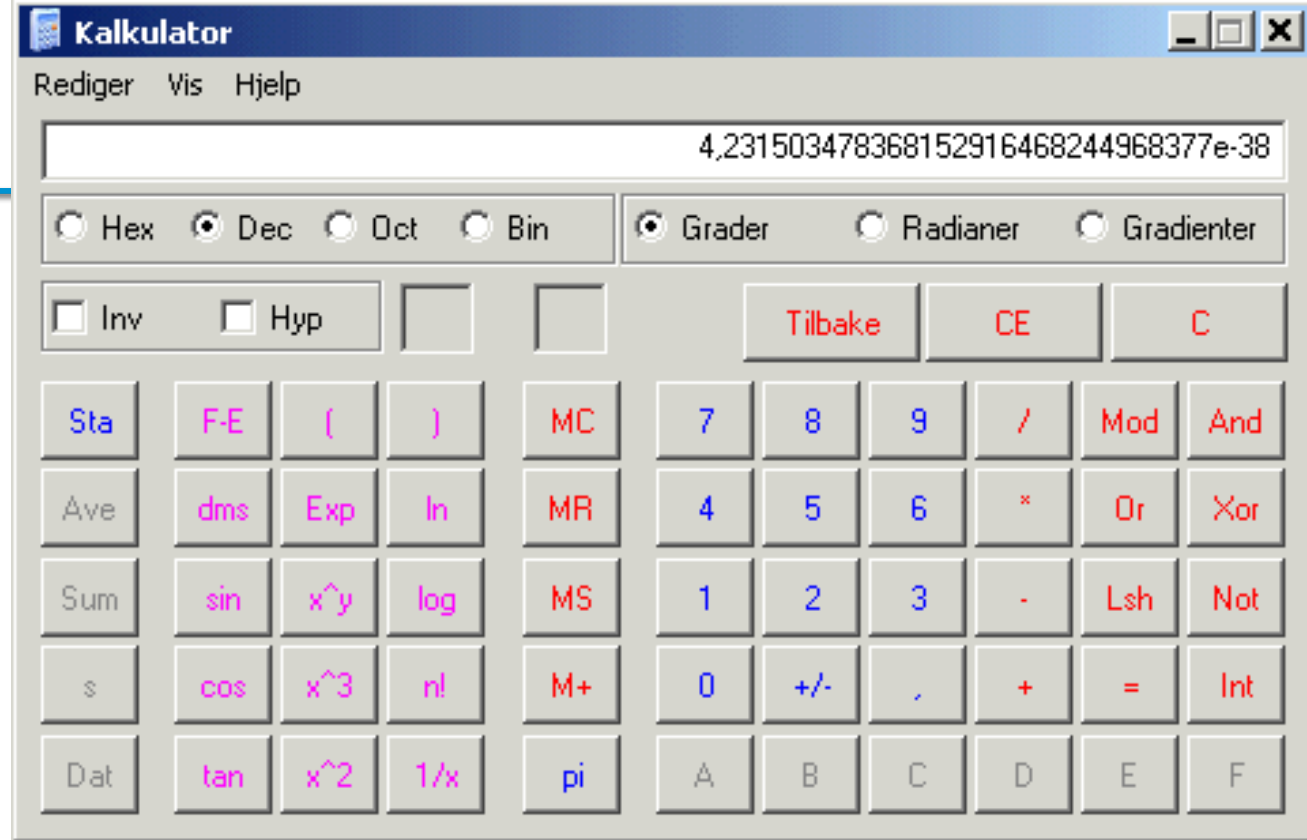 Kalkulator
Rediger Vis Hjelp
4,231503478368152916468244968377e-38
Hex Dec Oct Bin Grader Radianer Gradienter
Inv Hyp Tilbake CE C
Sta F-E ( ) MC 7 8 9 / Mod And
Ave dms Exp ln MR 4 5 6 * Or Xor
Sum sin x^y log MS 1 2 3 - Lsh Not
s cos x^3 n! M+ 0 +/- , + = Int
Dat tan x^2 1/x pi A B C D E F